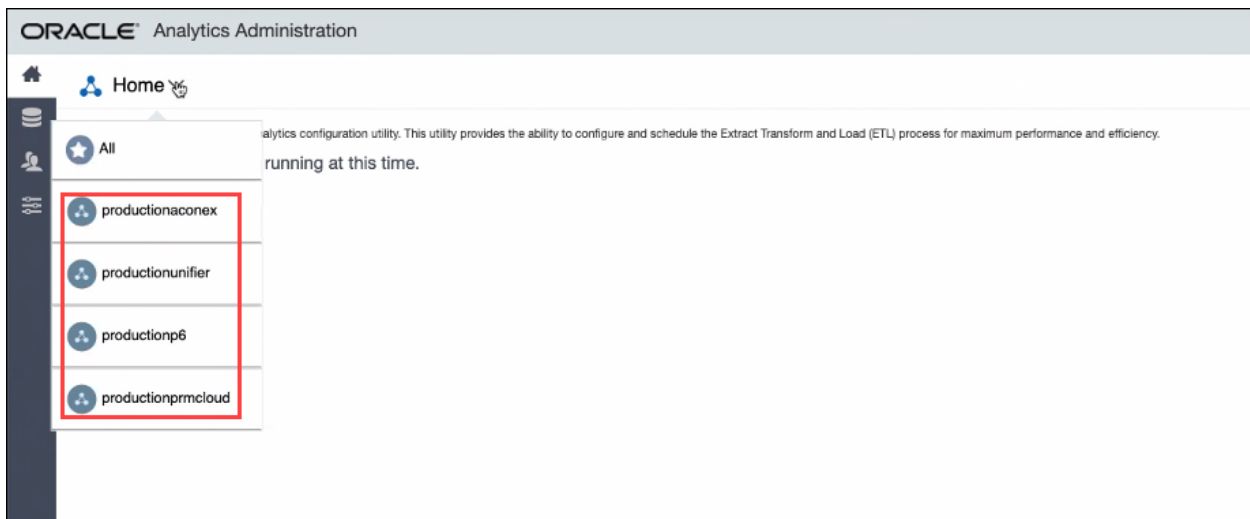 ORACLE Analytics Administration
Home
alytics configuration utility. This utility provides the ability to configure and schedule the Extract Transform and Load (ETL) process for maximum performance and efficiency.
All
running at this time.
productionaconex
productionunifier
productionp6
productionprmcloud